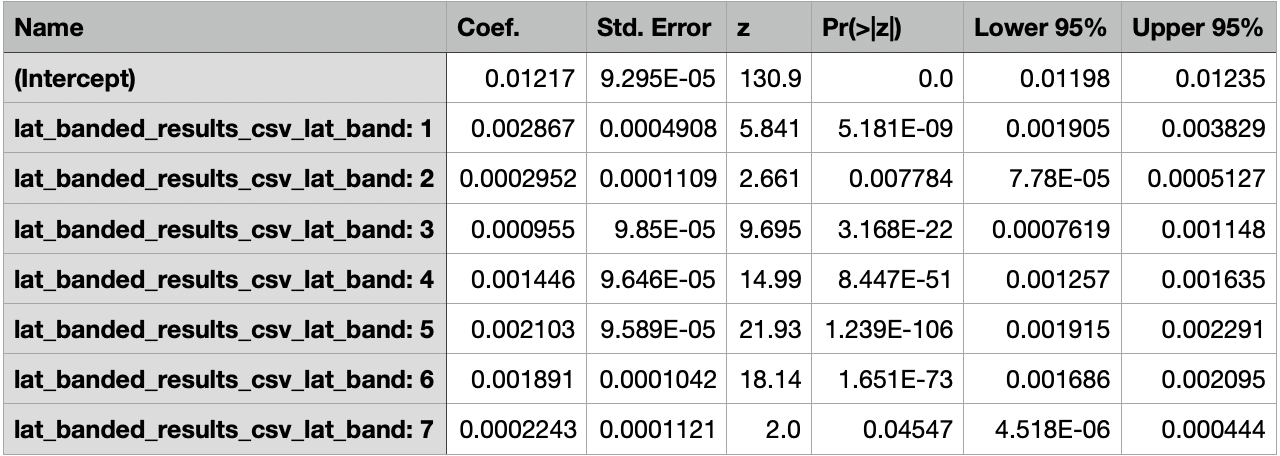 Name Coef. Std. Error z Pr(>|z|) Lower 95% Upper 95%
(Intercept) 0.01217 9.295E-05 130.9 0.0 0.01198 0.01235
lat_banded_results_csv_lat_band: 1 0.002867 0.0004908 5.841 5.181E-09 0.001905 0.003829
lat_banded_results_csv_lat_band: 2 0.0002952 0.0001109 2.661 0.007784 7.78E-05 0.0005127
lat_banded_results_csv_lat_band: 3 0.000955 9.85E-05 9.695 3.168E-22 0.0007619 0.001148
lat_banded_results_csv_lat_band: 4 0.001446 9.646E-05 14.99 8.447E-51 0.001257 0.001635
lat_banded_results_csv_lat_band: 5 0.002103 9.589E-05 21.93 1.239E-106 0.001915 0.002291
lat_banded_results_csv_lat_band: 6 0.001891 0.0001042 18.14 1.651E-73 0.001686 0.002095
lat_banded_results_csv_lat_band: 7 0.0002243 0.0001121 2.0 0.04547 4.518E-06 0.000444